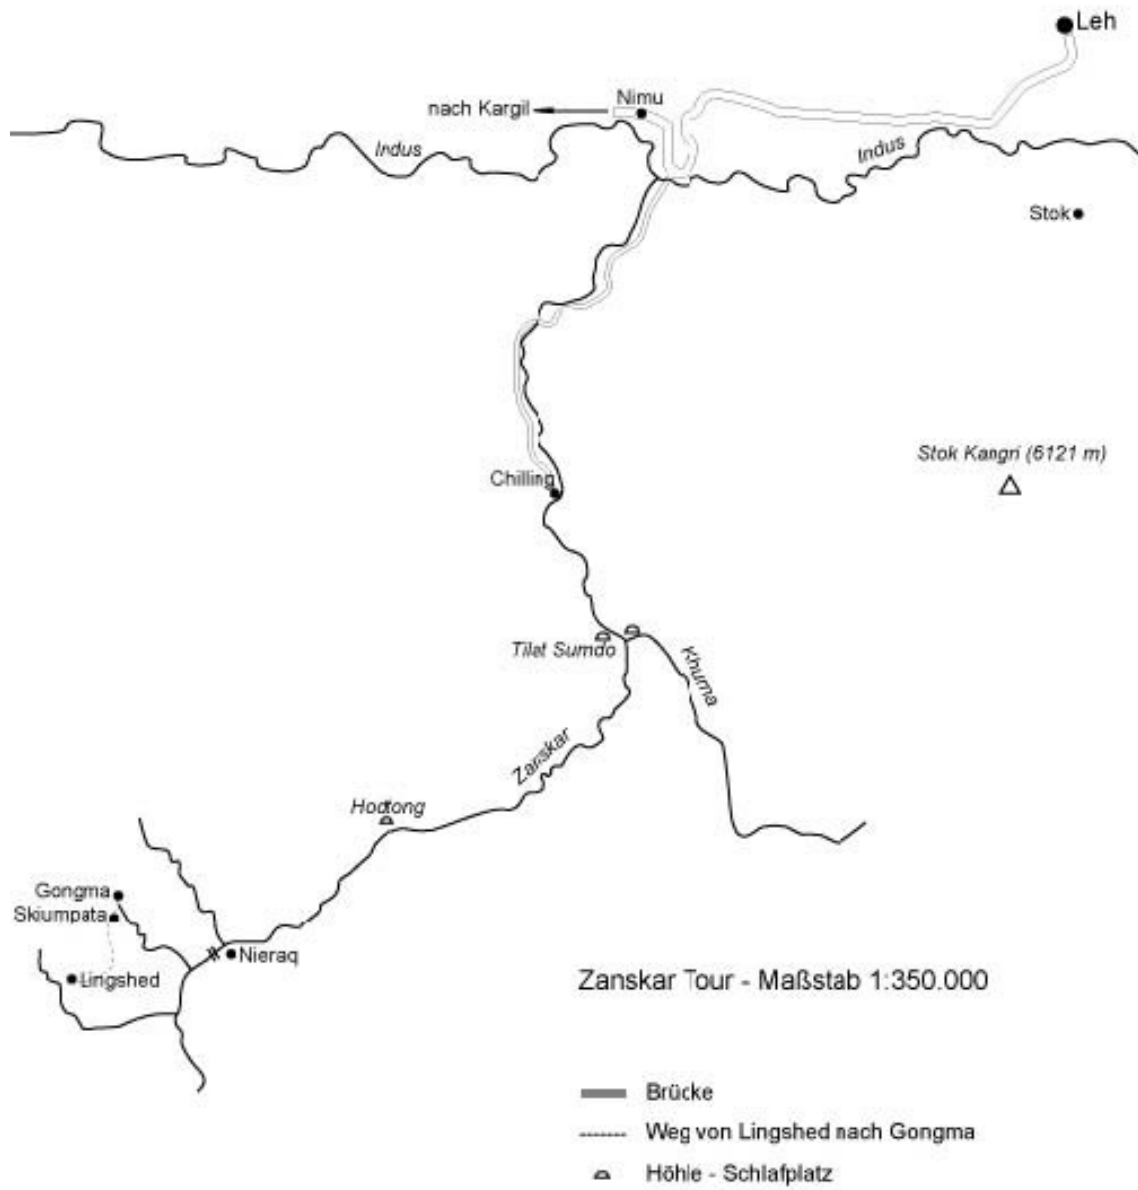 Leh
nach Kargil
Nimu
Indus
Indus
Stok
Stok Kangri (6121 m)
Chilling
Tilat Sumdo
Khurna
Zanskar
Hodtong
Gongma
Skiumpata
Nieraq
Lingshed
Zanskar Tour - Maßstab 1:350.000
Brücke
Weg von Lingshed nach Gongma
Höhle - Schlafplatz